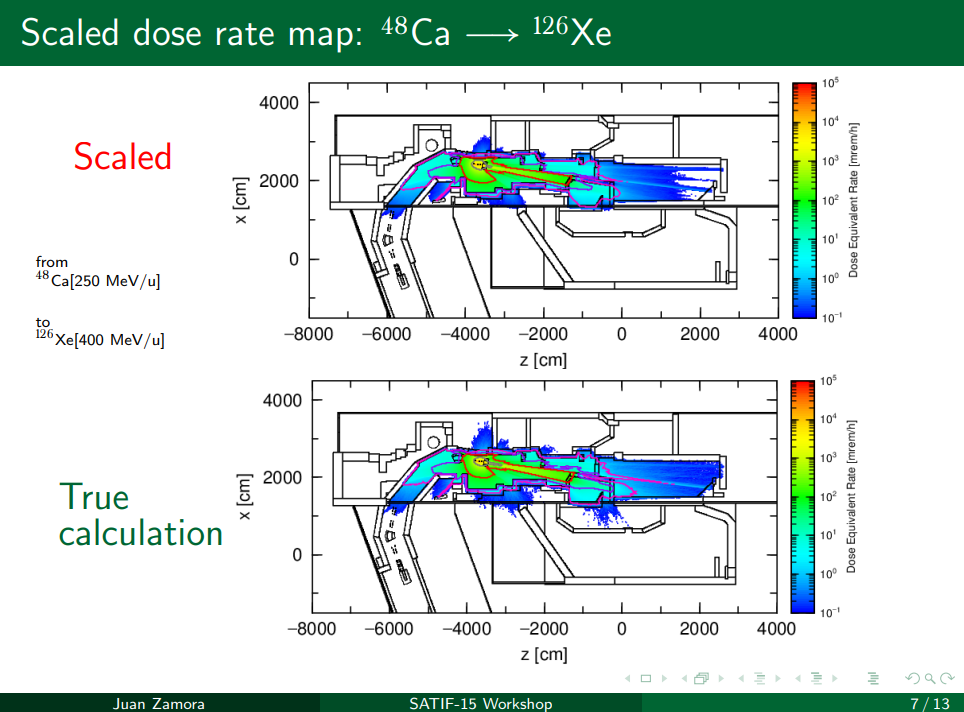 Scaled dose rate map: ⁴⁸Ca ⟶ ¹²⁶Xe
Scaled
from
⁴⁸Ca[250 MeV/u]
to
¹²⁶Xe[400 MeV/u]
4000
2000
0
x [cm]
−8000 −6000 −4000 −2000 0 2000 4000
z [cm]
10⁵
10⁴
10³
10²
10¹
10⁰
10⁻¹
Dose Equivalent Rate [mrem/h]
True
calculation
4000
2000
0
x [cm]
−8000 −6000 −4000 −2000 0 2000 4000
z [cm]
10⁵
10⁴
10³
10²
10¹
10⁰
10⁻¹
Dose Equivalent Rate [mrem/h]
Juan Zamora SATIF-15 Workshop 7 / 13